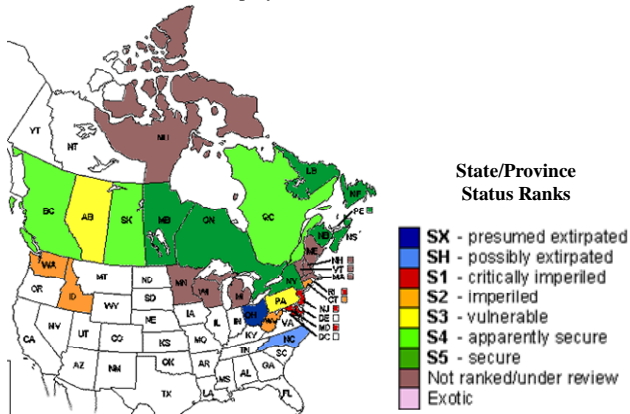 YT
NT
NU
BC
AB
SK
MB
ON
QC
LB
NF
PE
NB
NS
ME
NH
VT
MA
WA
MT
ND
MN
OR
ID
WY
SD
WI
MI
NY
RI
CT
NJ
DE
MD
DC
NV
UT
CO
NE
IA
IL
IN
OH
PA
WV
VA
CA
AZ
NM
KS
MO
KY
NC
OK
AR
TN
SC
TX
LA
MS
AL
GA
FL
State/Province
Status Ranks
SX - presumed extirpated
SH - possibly extirpated
S1 - critically impériled
S2 - imperiled
S3 - vulnerable
S4 - apparently secure
S5 - secure
Not ranked/under review
Exotic